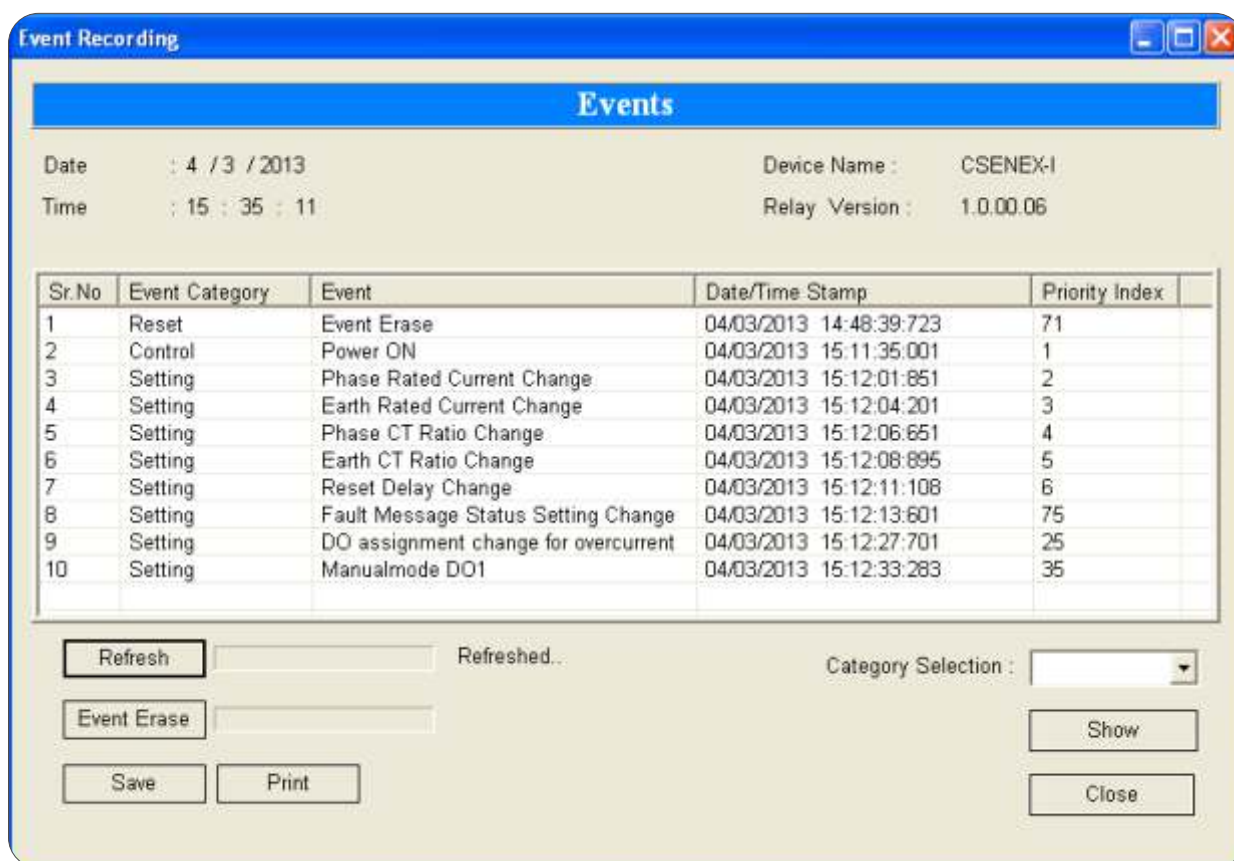 Event Recording
Events
Date : 4 / 3 / 2013 Device Name : CSENEX-I
Time : 15 : 35 : 11 Relay Version : 1.0.00.06
Sr.No Event Category Event Date/Time Stamp Priority Index
1 Reset Event Erase 04/03/2013 14:48:39:723 71
2 Control Power ON 04/03/2013 15:11:35:001 1
3 Setting Phase Rated Current Change 04/03/2013 15:12:01:851 2
4 Setting Earth Rated Current Change 04/03/2013 15:12:04:201 3
5 Setting Phase CT Ratio Change 04/03/2013 15:12:06:651 4
6 Setting Earth CT Ratio Change 04/03/2013 15:12:08:895 5
7 Setting Reset Delay Change 04/03/2013 15:12:11:108 6
8 Setting Fault Message Status Setting Change 04/03/2013 15:12:13:601 75
9 Setting DO assignment change for overcurrent 04/03/2013 15:12:27:701 25
10 Setting Manualmode DO1 04/03/2013 15:12:33:283 35
Refresh Refreshed.. Category Selection :
Event Erase Show
Save Print Close